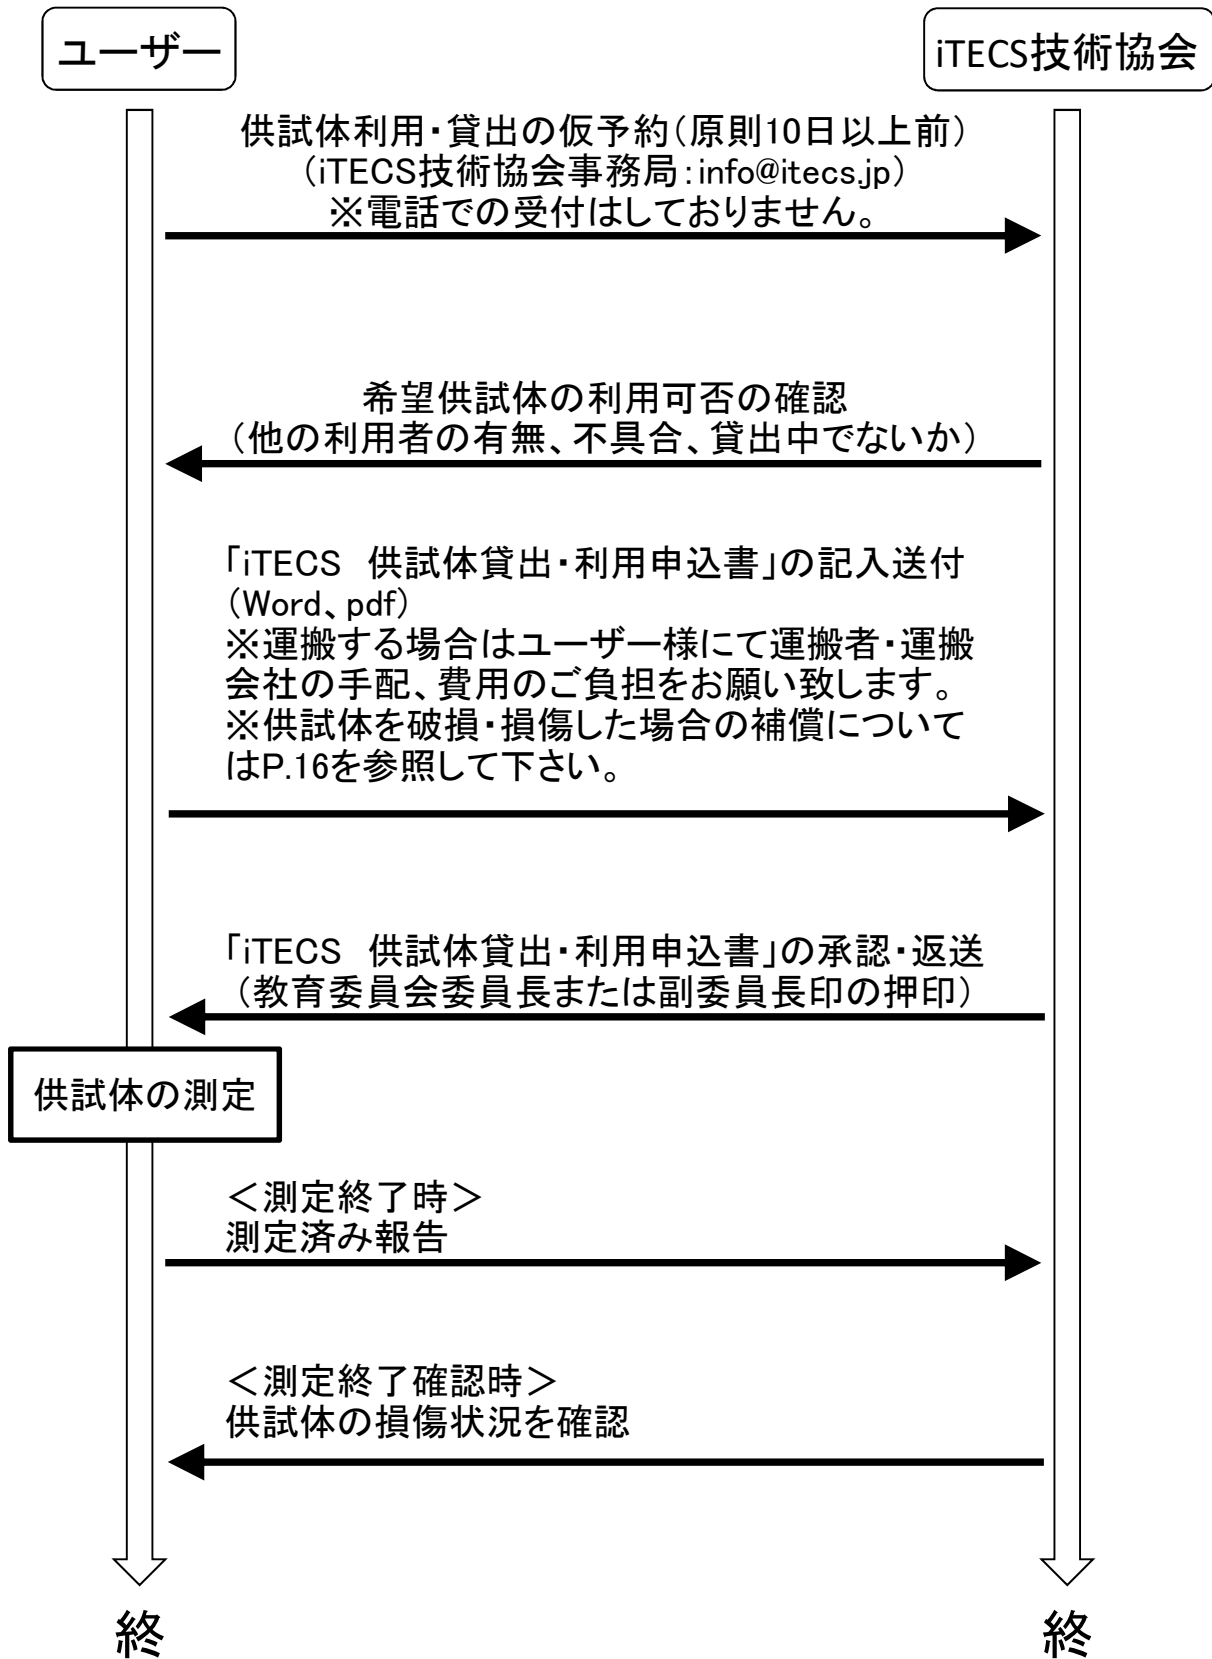 ユーザー
iTECS技術協会
供試体利用・貸出の仮予約(原則10日以上前)
(iTECS技術協会事務局:info@itecs.jp)
※電話での受付はしておりません。
希望供試体の利用可否の確認
(他の利用者の有無、不具合、貸出中でないか)
「iTECS 供試体貸出・利用申込書」の記入送付
(Word、pdf)
※運搬する場合はユーザー様にて運搬者・運搬
会社の手配、費用のご負担をお願い致します。
※供試体を破損・損傷した場合の補償について
はP.16を参照して下さい。
「iTECS 供試体貸出・利用申込書」の承認・返送
(教育委員会委員長または副委員長印の押印)
供試体の測定
<測定終了時>
測定済み報告
<測定終了確認時>
供試体の損傷状況を確認
終
終